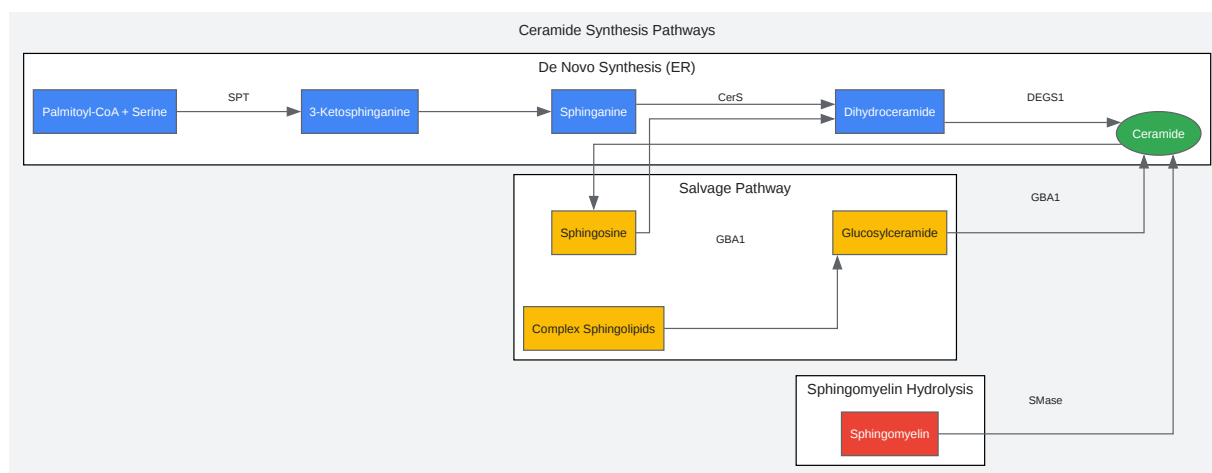 Ceramide Synthesis Pathways
De Novo Synthesis (ER)
Palmitoyl-CoA + Serine
SPT
3-Ketosphinganine
Sphinganine
CerS
Dihydroceramide
DEGS1
Ceramide
Salvage Pathway
Sphingosine
GBA1
Glucosylceramide
GBA1
Complex Sphingolipids
Sphingomyelin Hydrolysis
Sphingomyelin
SMase